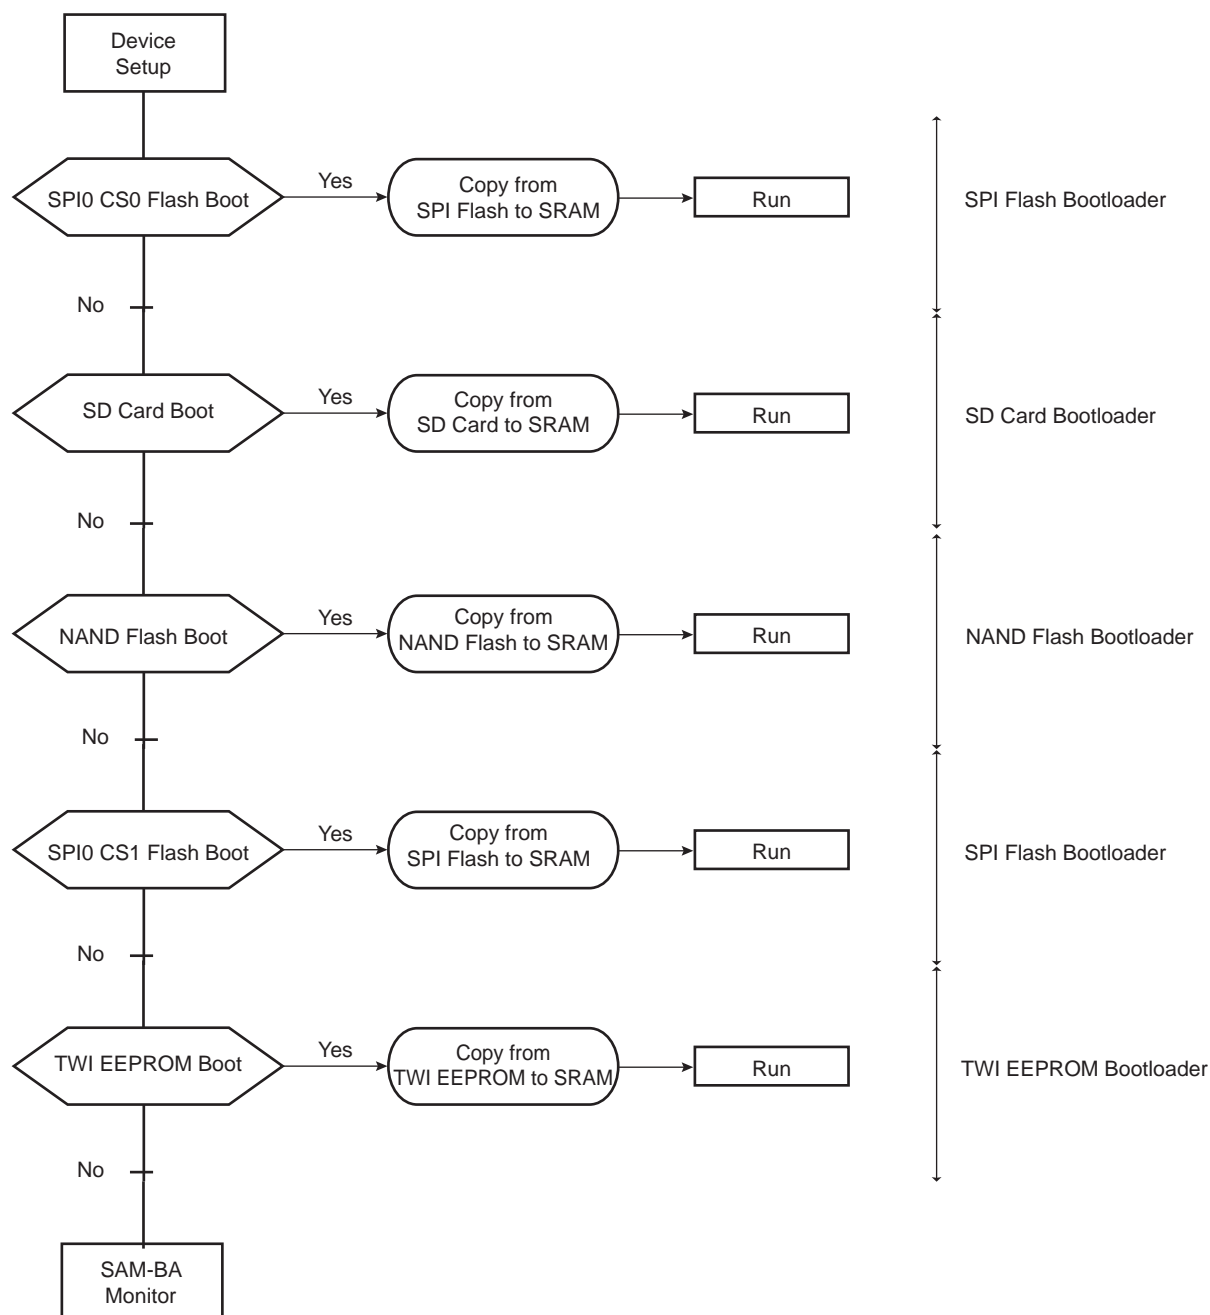 Device
Setup
SPI0 CS0 Flash Boot
Yes
Copy from
SPI Flash to SRAM
Run
SPI Flash Bootloader
No
SD Card Boot
Yes
Copy from
SD Card to SRAM
Run
SD Card Bootloader
No
NAND Flash Boot
Yes
Copy from
NAND Flash to SRAM
Run
NAND Flash Bootloader
No
SPI0 CS1 Flash Boot
Yes
Copy from
SPI Flash to SRAM
Run
SPI Flash Bootloader
No
TWI EEPROM Boot
Yes
Copy from
TWI EEPROM to SRAM
Run
TWI EEPROM Bootloader
No
SAM-BA
Monitor